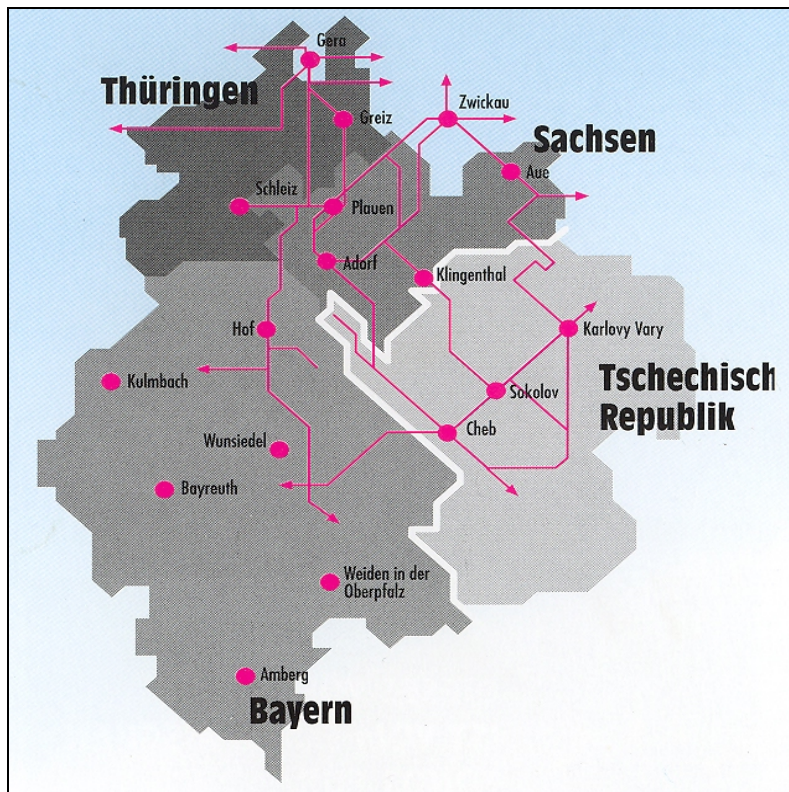 Gera
Thüringen
Zwickau
Greiz
Sachsen
Aue
Schleiz
Plauen
Adorf
Klingenthal
Hof
Karlovy Vary
Kulmbach
Tschechisch
Republik
Sokolov
Cheb
Wunsiedel
Bayreuth
Weiden in der
Oberpfalz
Amberg
Bayern